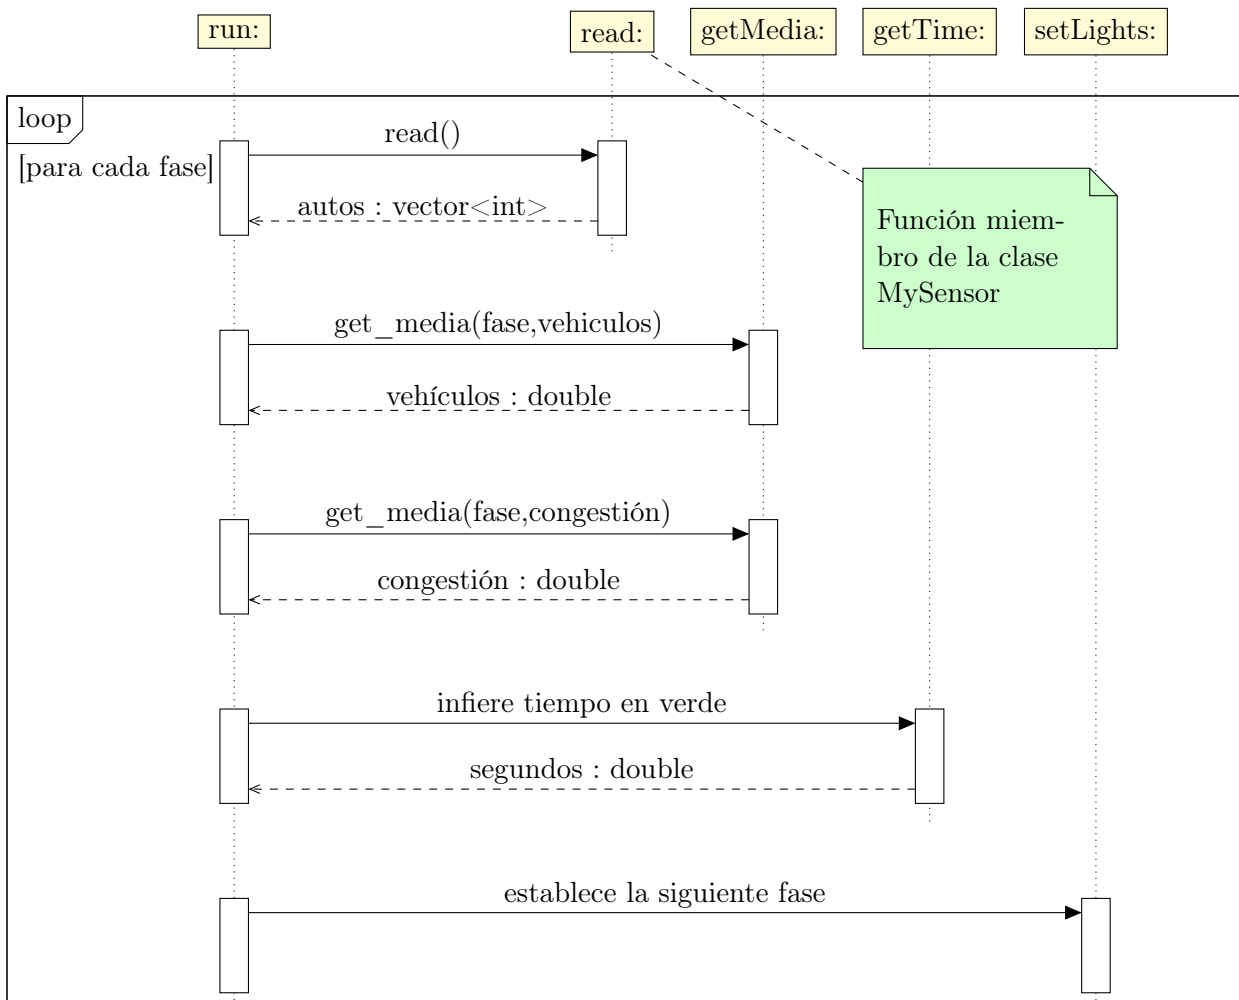 run:
read:
getMedia:
getTime:
setLights:
loop
[para cada fase]
read()
autos : vector<int>
Función miem-
bro de la clase
MySensor
get_media(fase,vehiculos)
vehículos : double
get_media(fase,congestión)
congestión : double
infiere tiempo en verde
segundos : double
establece la siguiente fase